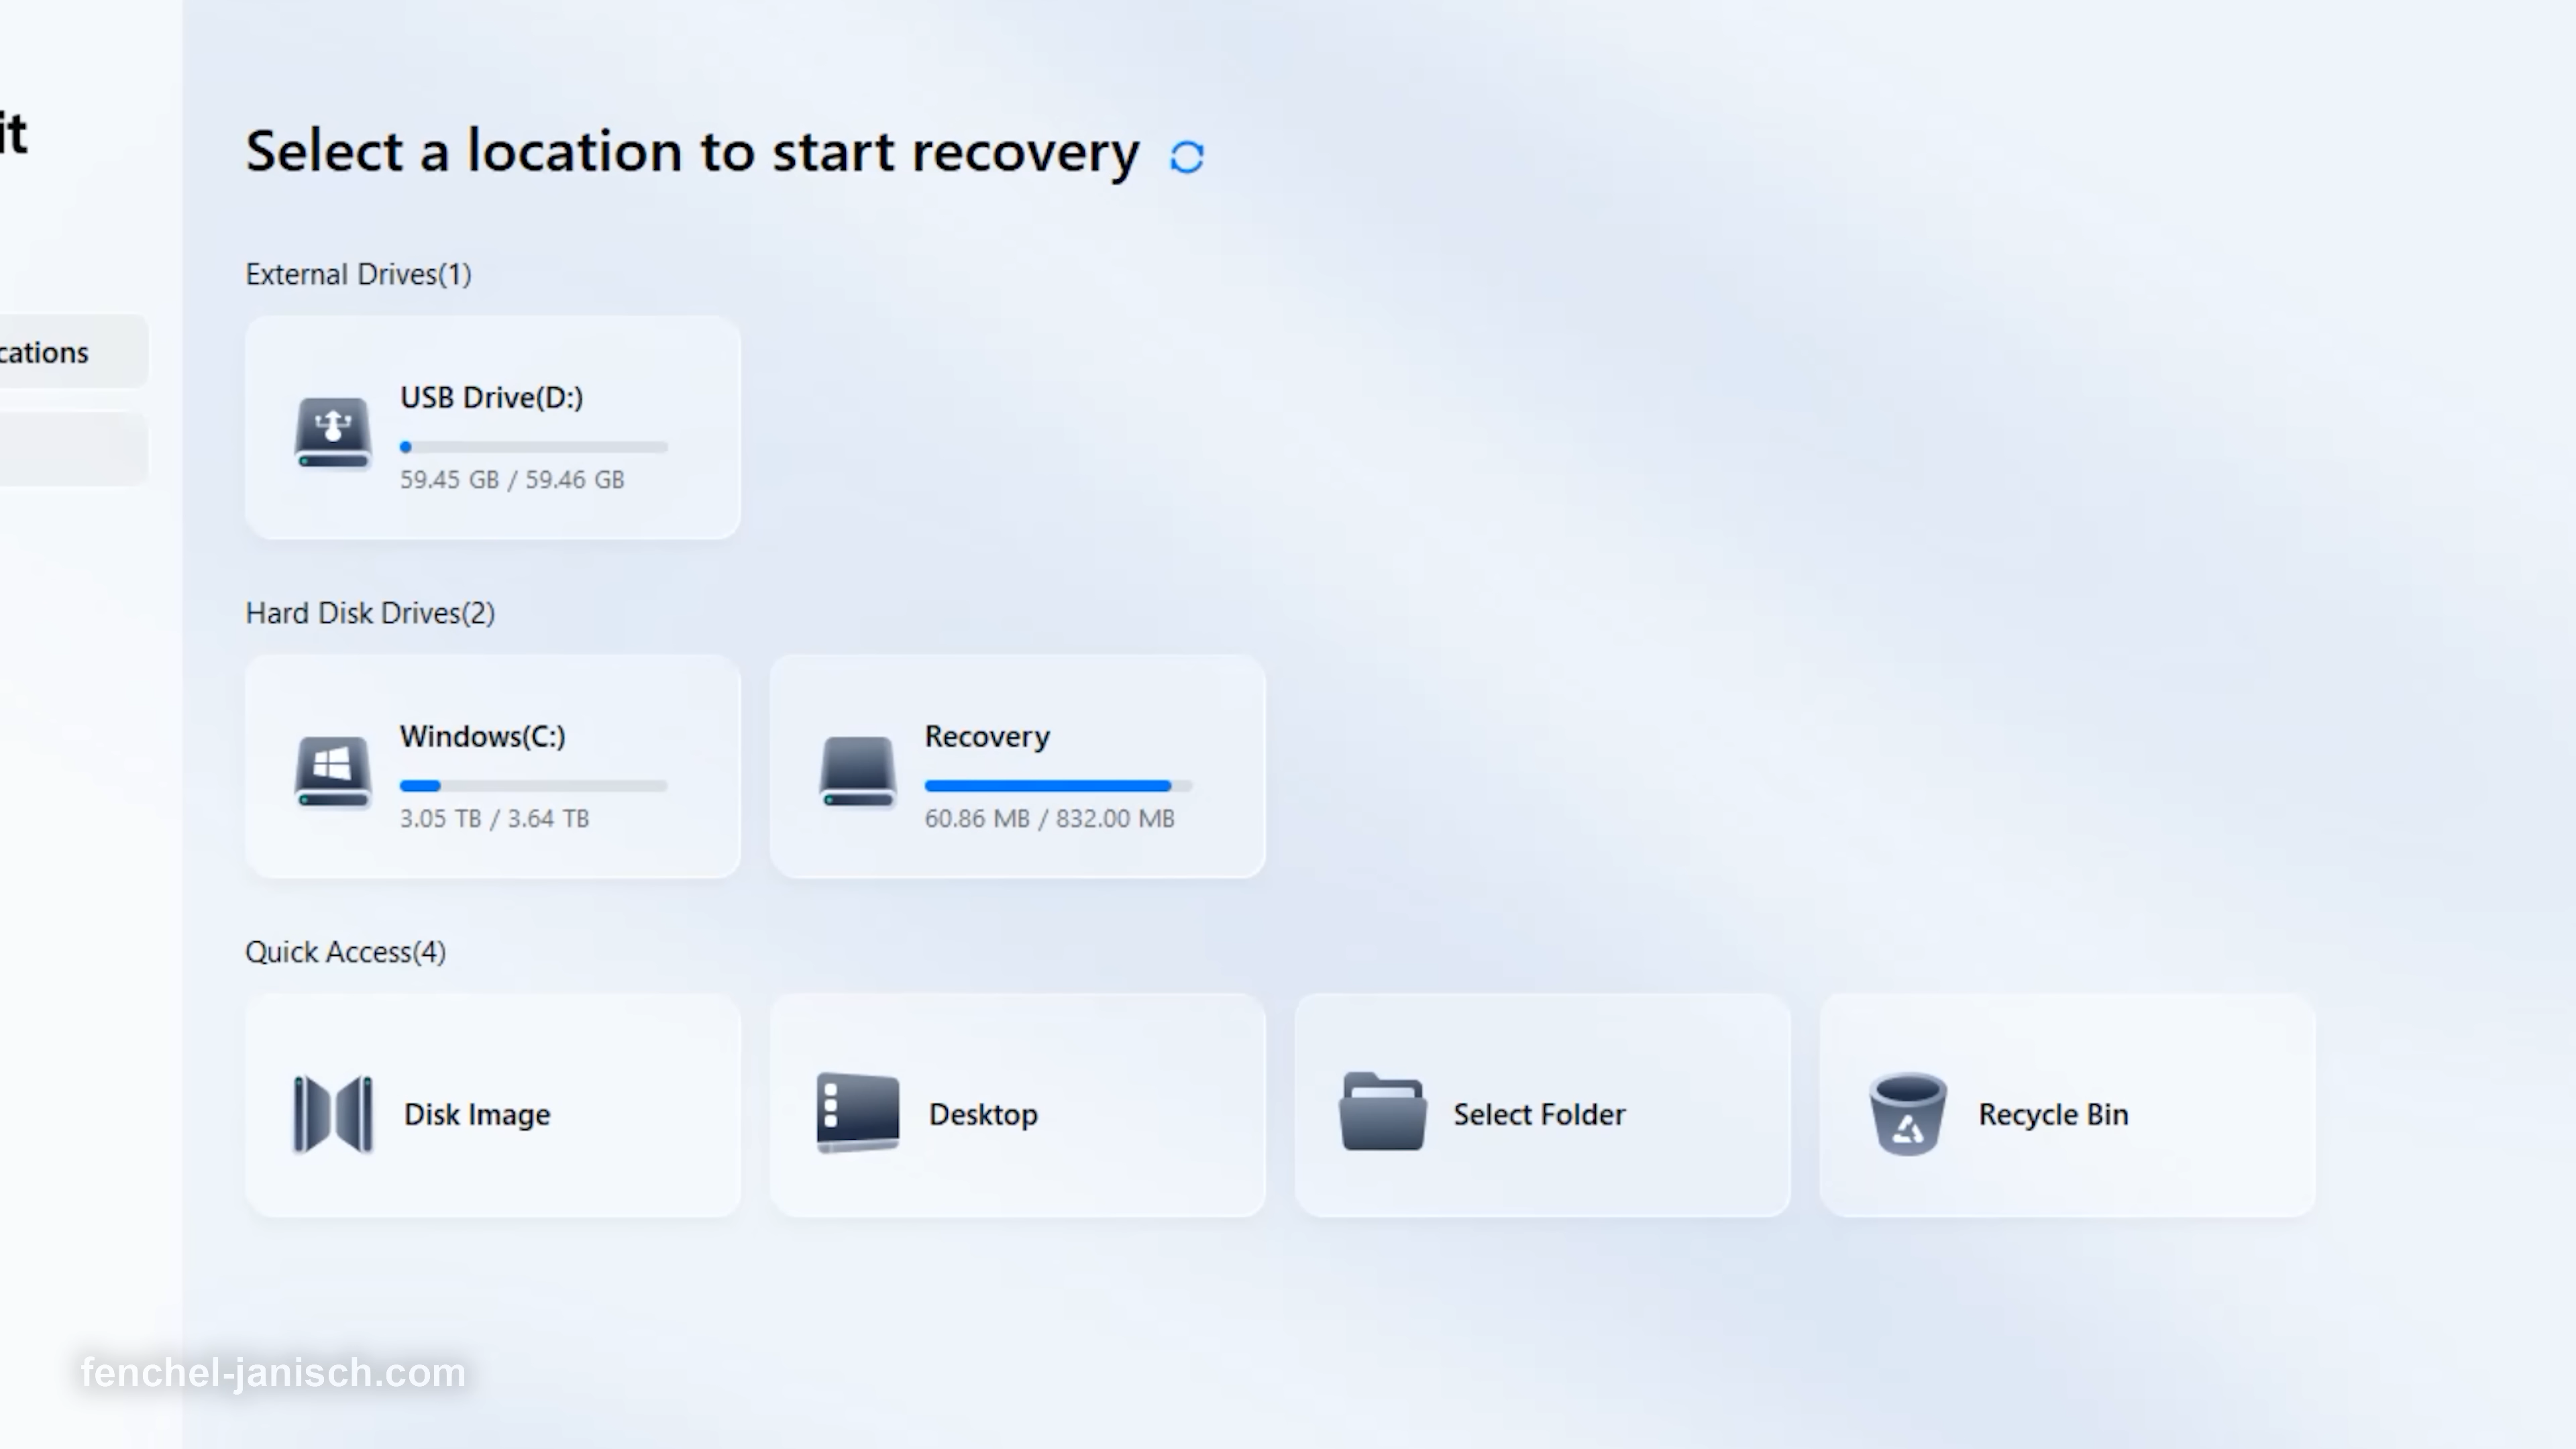 it
Select a location to start recovery
External Drives(1)
cations
USB Drive(D:)
59.45 GB / 59.46 GB
Hard Disk Drives(2)
Windows(C:)
3.05 TB / 3.64 TB
Recovery
60.86 MB / 832.00 MB
Quick Access(4)
Disk Image
Desktop
Select Folder
Recycle Bin
fenchel-janisch.com